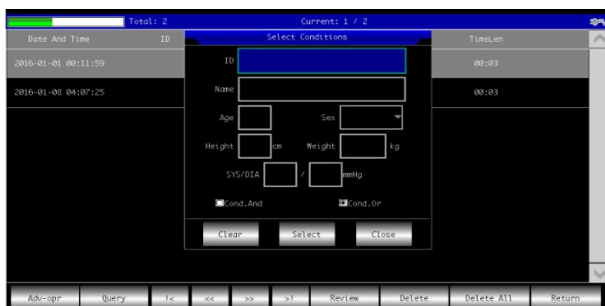 Total: 2 Current: 1 / 2
Date And Time ID Select Conditions TimeLen
2016-01-01 00:11:59 ID 00:03
2016-01-08 04:07:25 Name 00:03
Age Sex
Height cm Weight kg
SYS/DIA / mmHg
Cond.And Cond.Or
Clear Select Close
Adv-opr Query !< << >> >! Review Delete Delete All Return